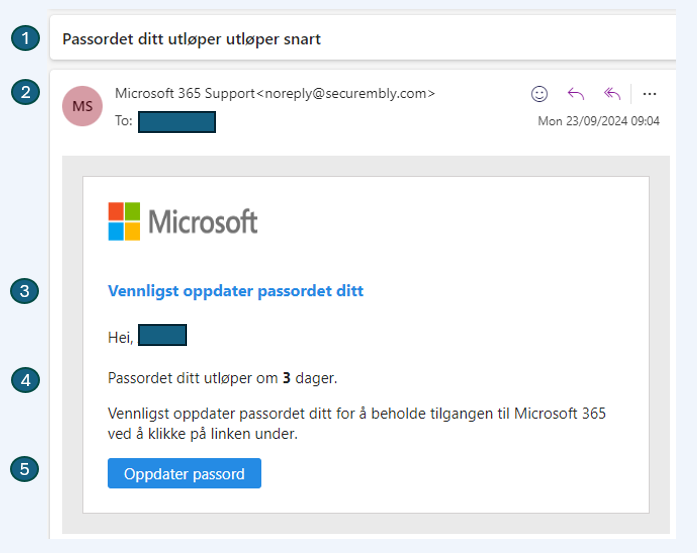 1
Passordet ditt utløper utløper snart
2
MS
Microsoft 365 Support<noreply@securembly.com>
To:
Mon 23/09/2024 09:04
Microsoft
3
Vennligst oppdater passordet ditt
Hei,
4
Passordet ditt utløper om 3 dager.
Vennligst oppdater passordet ditt for å beholde tilgangen til Microsoft 365
ved å klikke på linken under.
5
Oppdater passord